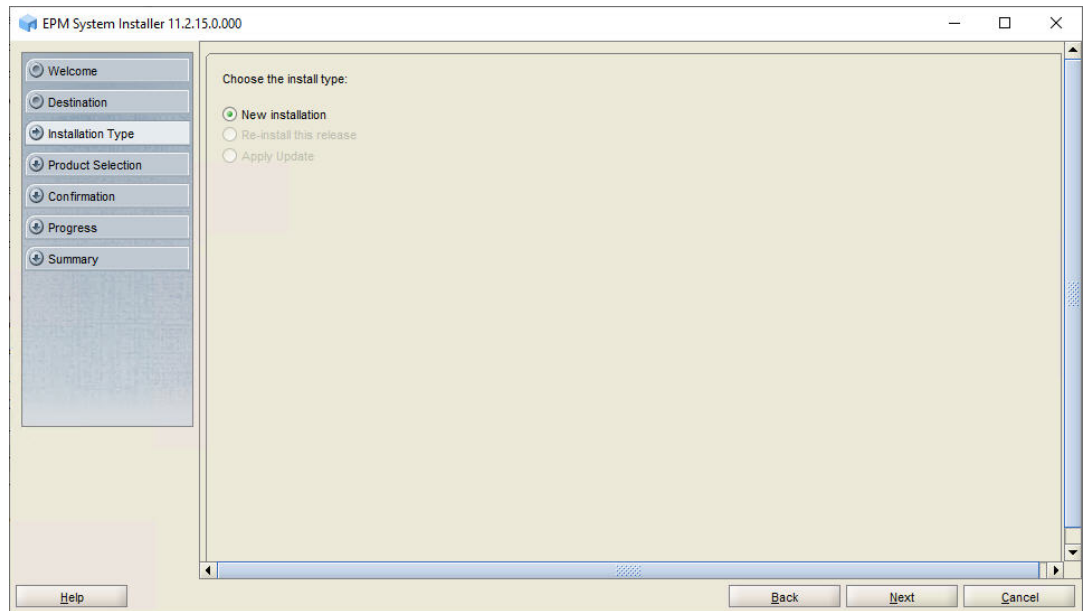 EPM System Installer 11.2.15.0.000
Welcome
Destination
Installation Type
Product Selection
Confirmation
Progress
Summary
Choose the install type:
New installation
Re-install this release
Apply Update
Help
Back
Next
Cancel